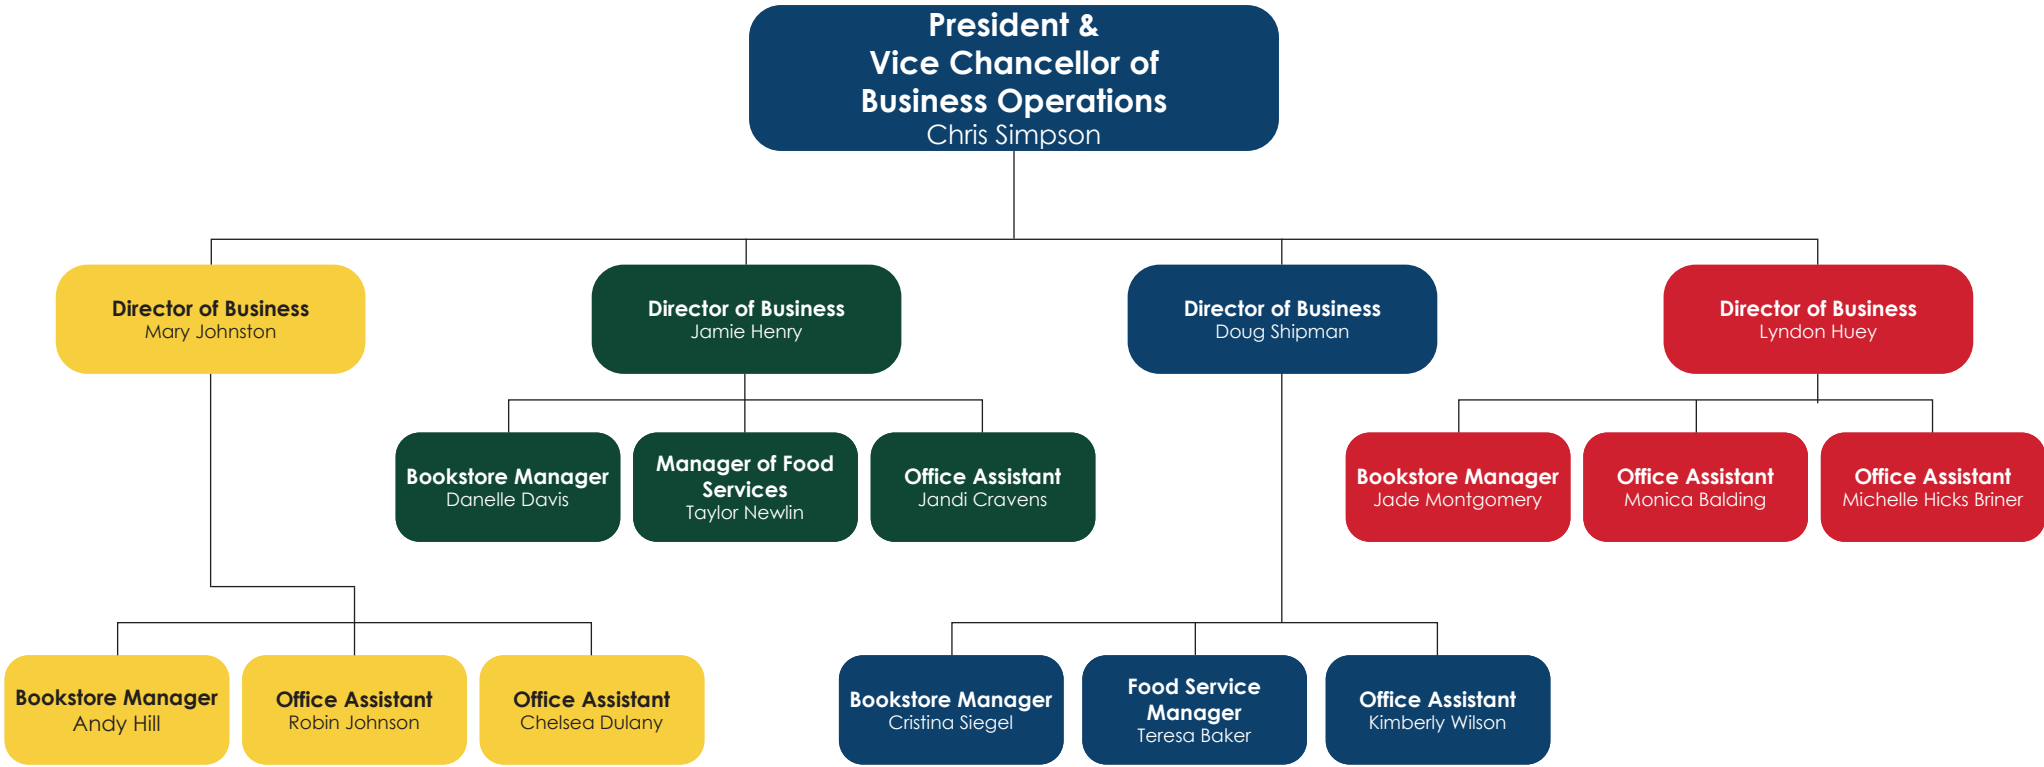 President &
Vice Chancellor of
Business Operations
Chris Simpson
Director of Business
Mary Johnston
Director of Business
Jamie Henry
Director of Business
Doug Shipman
Director of Business
Lyndon Huey
Bookstore Manager
Danelle Davis
Manager of Food
Services
Taylor Newlin
Office Assistant
Jandi Cravens
Bookstore Manager
Jade Montgomery
Office Assistant
Monica Balding
Office Assistant
Michelle Hicks Briner
Bookstore Manager
Andy Hill
Office Assistant
Robin Johnson
Office Assistant
Chelsea Dulany
Bookstore Manager
Cristina Siegel
Food Service
Manager
Teresa Baker
Office Assistant
Kimberly Wilson